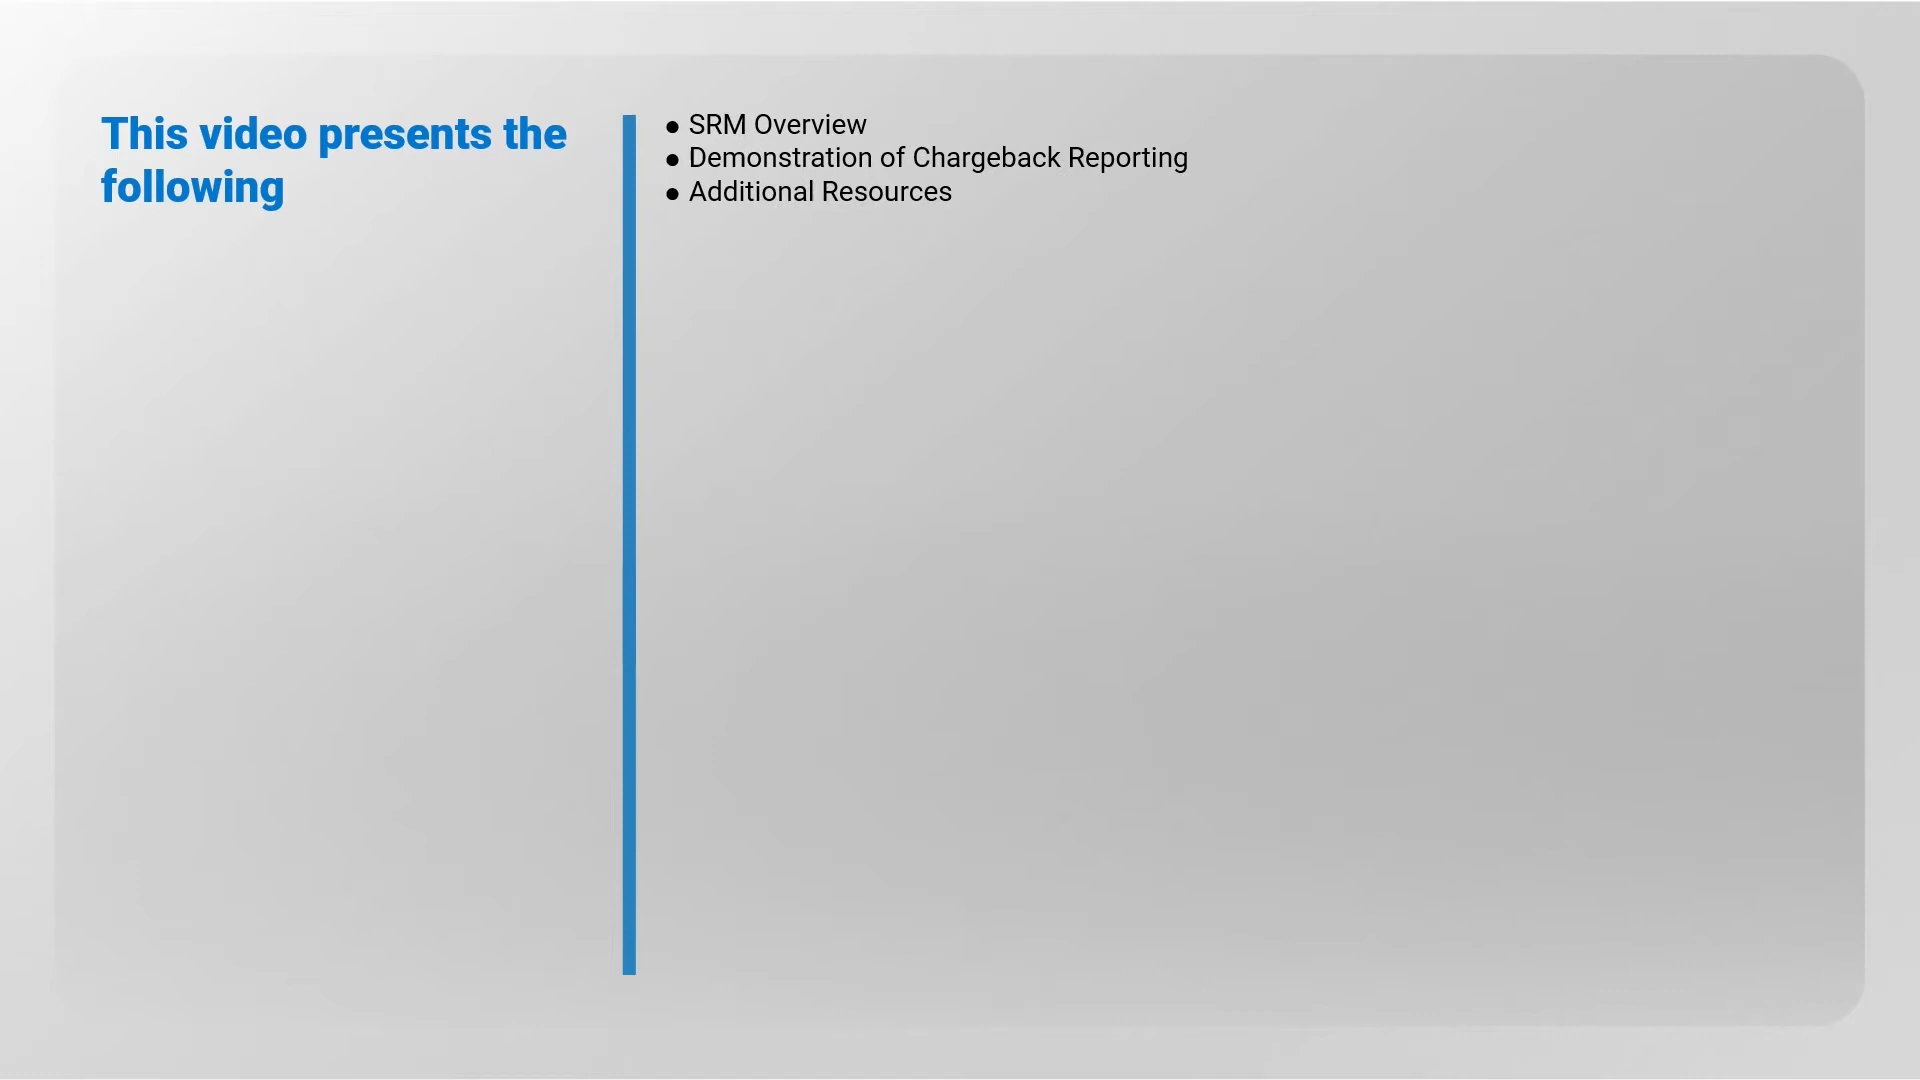 This video presents the
following
● SRM Overview
● Demonstration of Chargeback Reporting
● Additional Resources